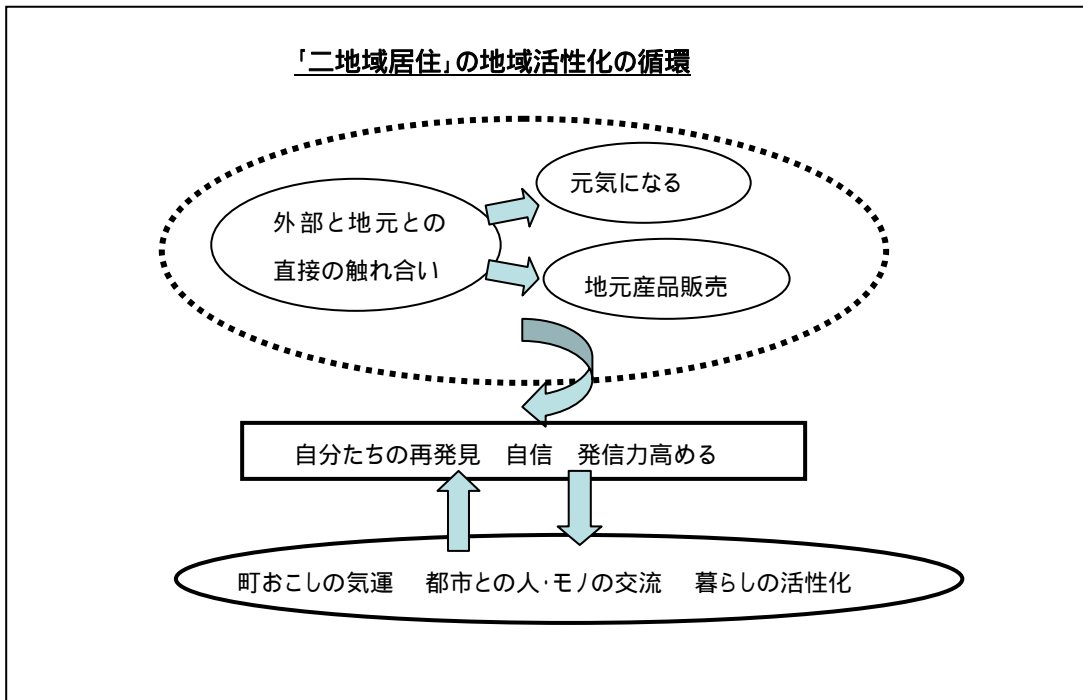 ｢二地域居住｣の地域活性化の循環
元気になる
外部と地元との
直接の触れ合い
地元産品販売
自分たちの再発見　自信　発信力高める
町おこしの気運　都市との人･モノの交流　暮らしの活性化